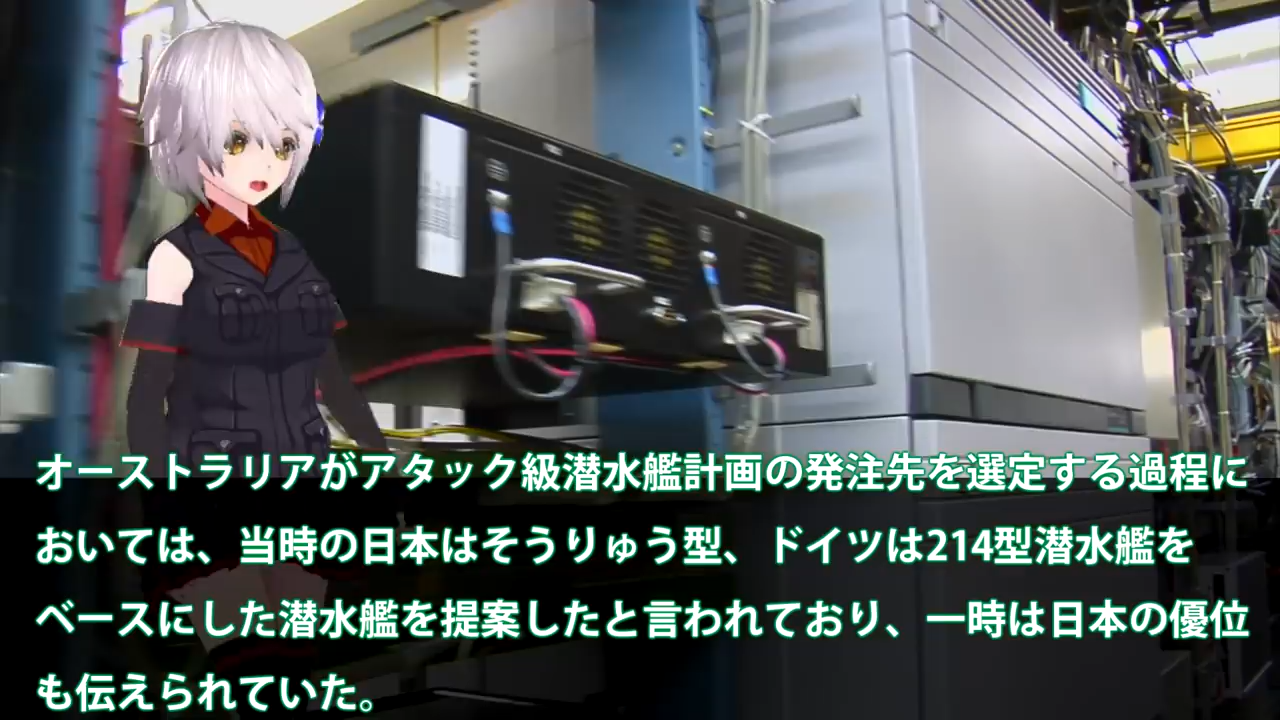 オーストラリアがアタック級潜水艦計画の発注先を選定する過程に
おいては、当時の日本はそうりゅう型、ドイツは214型潜水艦を
ベースにした潜水艦を提案したと言われており、一時は日本の優位
も伝えられていた。